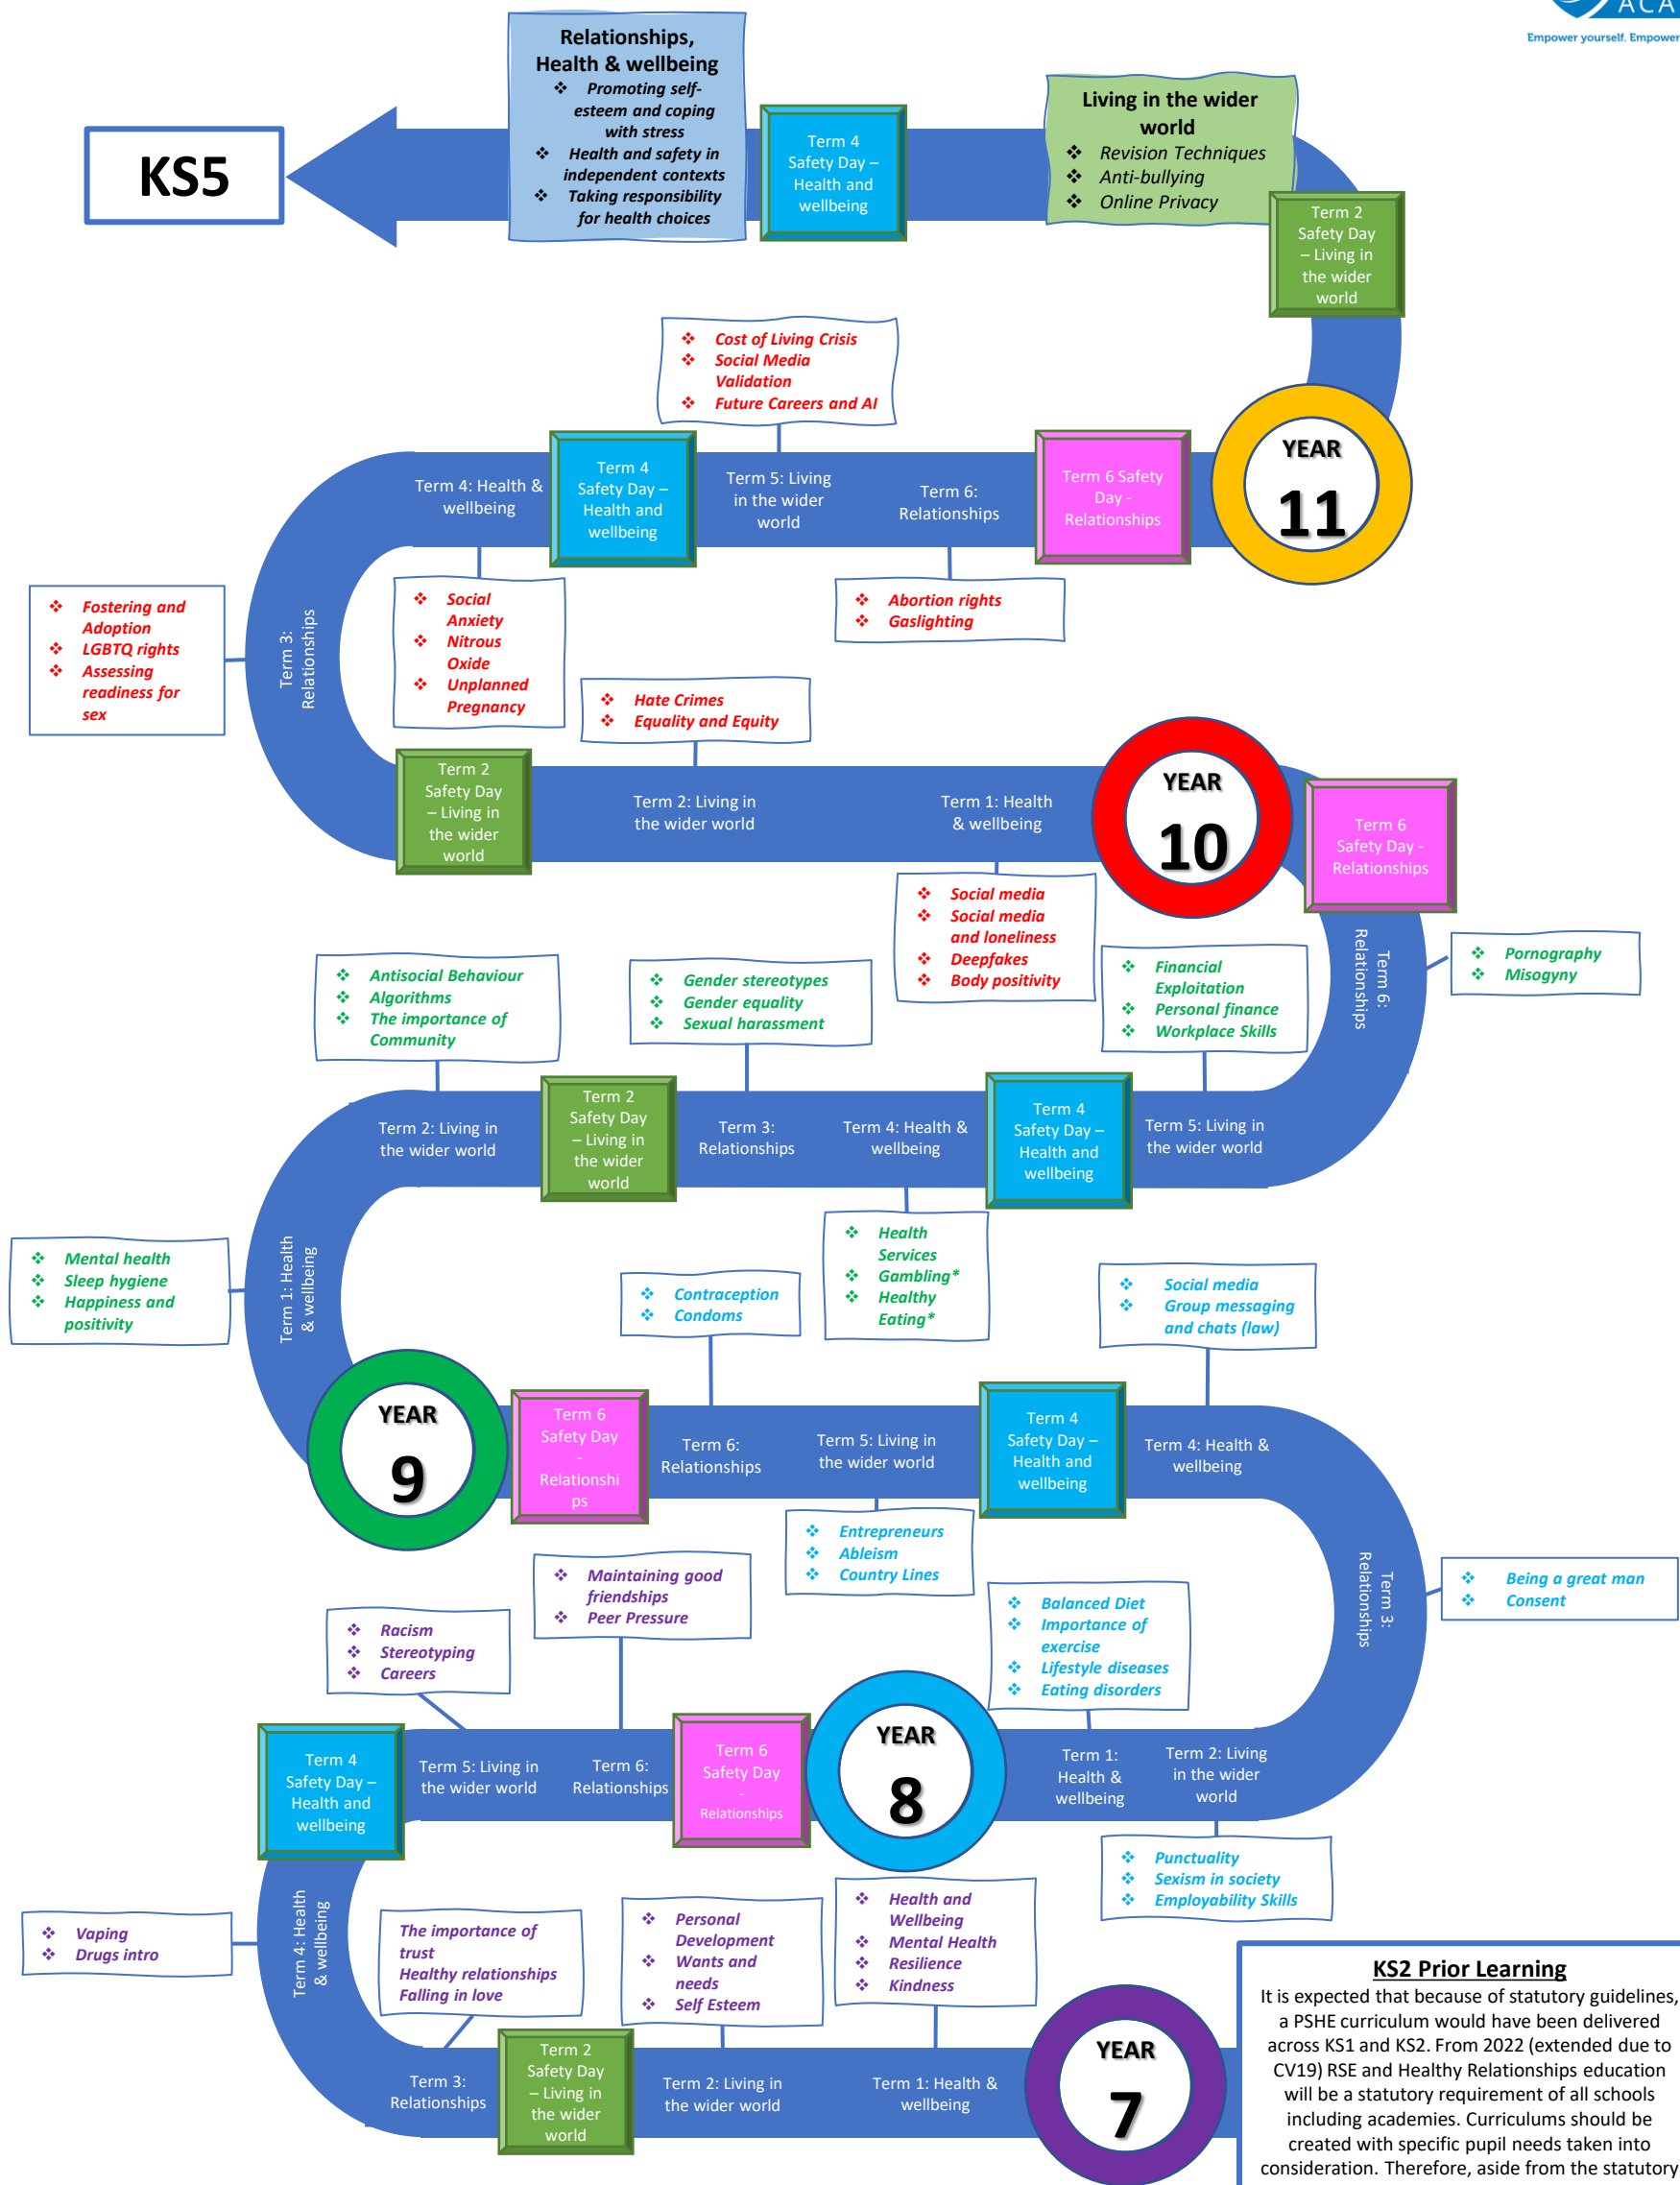 ACA
Empower yourself. Empower
Relationships,
Health & wellbeing
❖ Promoting self-
esteem and coping
with stress
❖ Health and safety in
independent contexts
❖ Taking responsibility
for health choices
Term 4
Safety Day –
Health and
wellbeing
Living in the wider
world
❖ Revision Techniques
❖ Anti-bullying
❖ Online Privacy
KS5
Term 2
Safety Day
– Living in
the wider
world
❖ Cost of Living Crisis
❖ Social Media
Validation
❖ Future Careers and AI
YEAR
11
Term 4: Health &
wellbeing
Term 4
Safety Day –
Health and
wellbeing
Term 5: Living
in the wider
world
Term 6:
Relationships
Term 6 Safety
Day -
Relationships
❖ Fostering and
Adoption
❖ LGBTQ rights
❖ Assessing
readiness for
sex
Term 3:
Relationships
❖ Social
Anxiety
❖ Nitrous
Oxide
❖ Unplanned
Pregnancy
❖ Abortion rights
❖ Gaslighting
❖ Hate Crimes
❖ Equality and Equity
Term 2
Safety Day
– Living in
the wider
world
Term 2: Living in
the wider world
Term 1: Health
& wellbeing
YEAR
10
Term 6
Safety Day -
Relationships
❖ Social media
❖ Social media
and loneliness
❖ Deepfakes
❖ Body positivity
Term 6:
Relationships
❖ Pornography
❖ Misogyny
❖ Antisocial Behaviour
❖ Algorithms
❖ The importance of
Community
❖ Gender stereotypes
❖ Gender equality
❖ Sexual harassment
❖ Financial
Exploitation
❖ Personal finance
❖ Workplace Skills
Term 2: Living in
the wider world
Term 2
Safety Day
– Living in
the wider
world
Term 3:
Relationships
Term 4: Health &
wellbeing
Term 4
Safety Day –
Health and
wellbeing
Term 5: Living in
the wider world
❖ Mental health
❖ Sleep hygiene
❖ Happiness and
positivity
Term 1: Health
& wellbeing
❖ Health
Services
❖ Gambling*
❖ Healthy
Eating*
❖ Contraception
❖ Condoms
❖ Social media
❖ Group messaging
and chats (law)
YEAR
9
Term 6
Safety Day
-
Relationshi
ps
Term 6:
Relationships
Term 5: Living in
the wider world
Term 4
Safety Day –
Health and
wellbeing
Term 4: Health &
wellbeing
❖ Entrepreneurs
❖ Ableism
❖ Country Lines
Term 3:
Relationships
❖ Being a great man
❖ Consent
❖ Maintaining good
friendships
❖ Peer Pressure
❖ Balanced Diet
❖ Importance of
exercise
❖ Lifestyle diseases
❖ Eating disorders
❖ Racism
❖ Stereotyping
❖ Careers
Term 4
Safety Day –
Health and
wellbeing
Term 5: Living in
the wider world
Term 6:
Relationships
Term 6
Safety Day
-
Relationships
YEAR
8
Term 1:
Health &
wellbeing
Term 2: Living
in the wider
world
❖ Punctuality
❖ Sexism in society
❖ Employability Skills
❖ Vaping
❖ Drugs intro
Term 4: Health
& wellbeing
The importance of
trust
Healthy relationships
Falling in love
❖ Personal
Development
❖ Wants and
needs
❖ Self Esteem
❖ Health and
Wellbeing
❖ Mental Health
❖ Resilience
❖ Kindness
Term 3:
Relationships
Term 2
Safety Day
– Living in
the wider
world
Term 2: Living in
the wider world
Term 1: Health &
wellbeing
YEAR
7
KS2 Prior Learning
It is expected that because of statutory guidelines,
a PSHE curriculum would have been delivered
across KS1 and KS2. From 2022 (extended due to
CV19) RSE and Healthy Relationships education
will be a statutory requirement of all schools
including academies. Curriculums should be
created with specific pupil needs taken into
consideration. Therefore, aside from the statutory